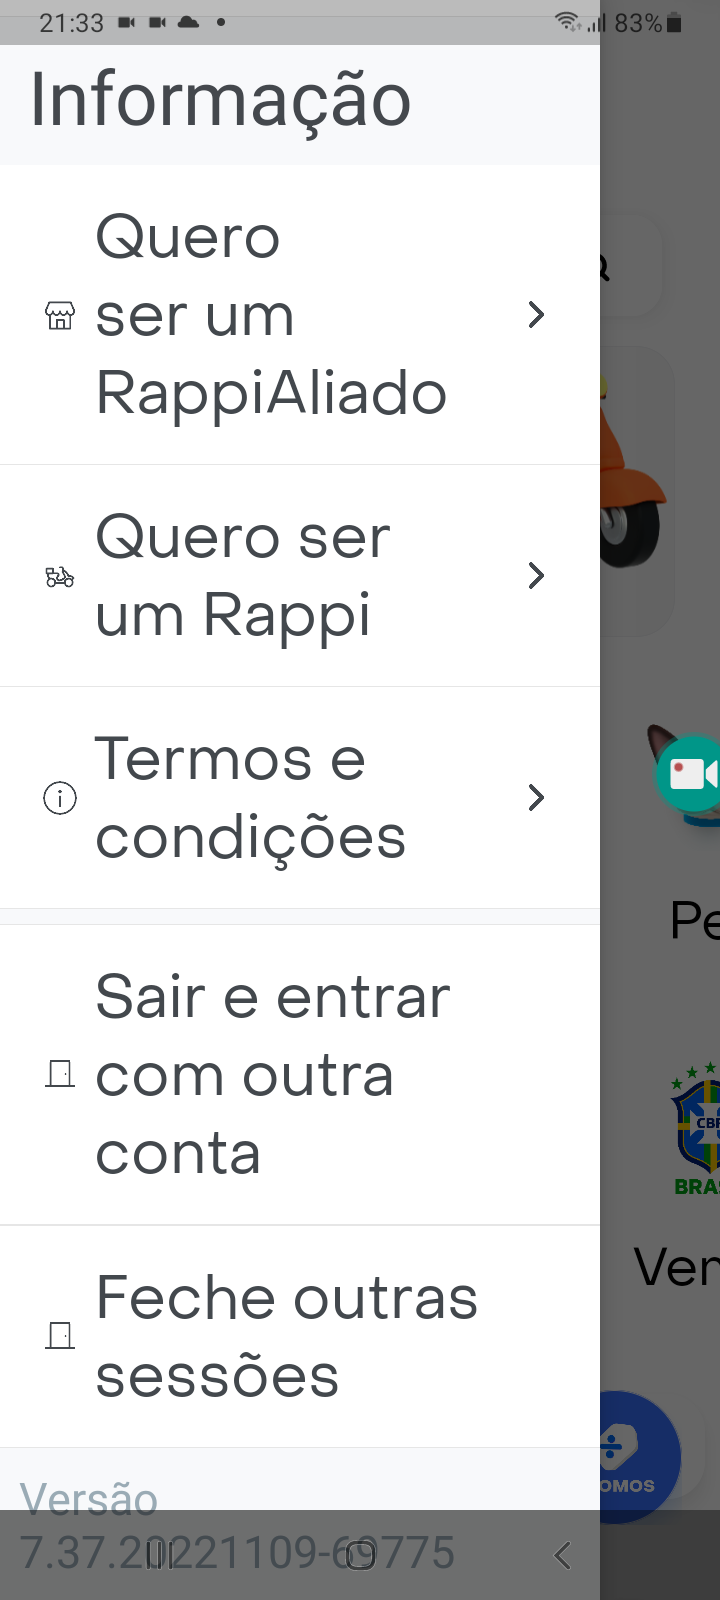 21:33
83%
Informação
Quero
ser um
RappiAliado
Quero ser
um Rappi
Termos e
condições
Pe
Sair e entrar
com outra
conta
CBF
BRAS
Ver
Feche outras
sessões
OMOS
Versão
7.37.20221109-69775